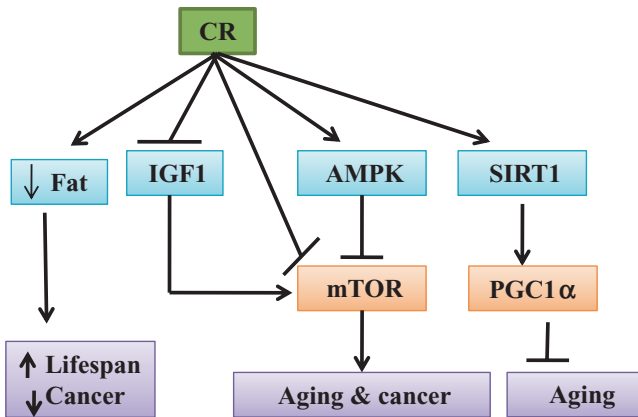 CR
↓ Fat
IGF1
AMPK
SIRT1
mTOR
PGC1α
↑ Lifespan
↓ Cancer
Aging & cancer
Aging